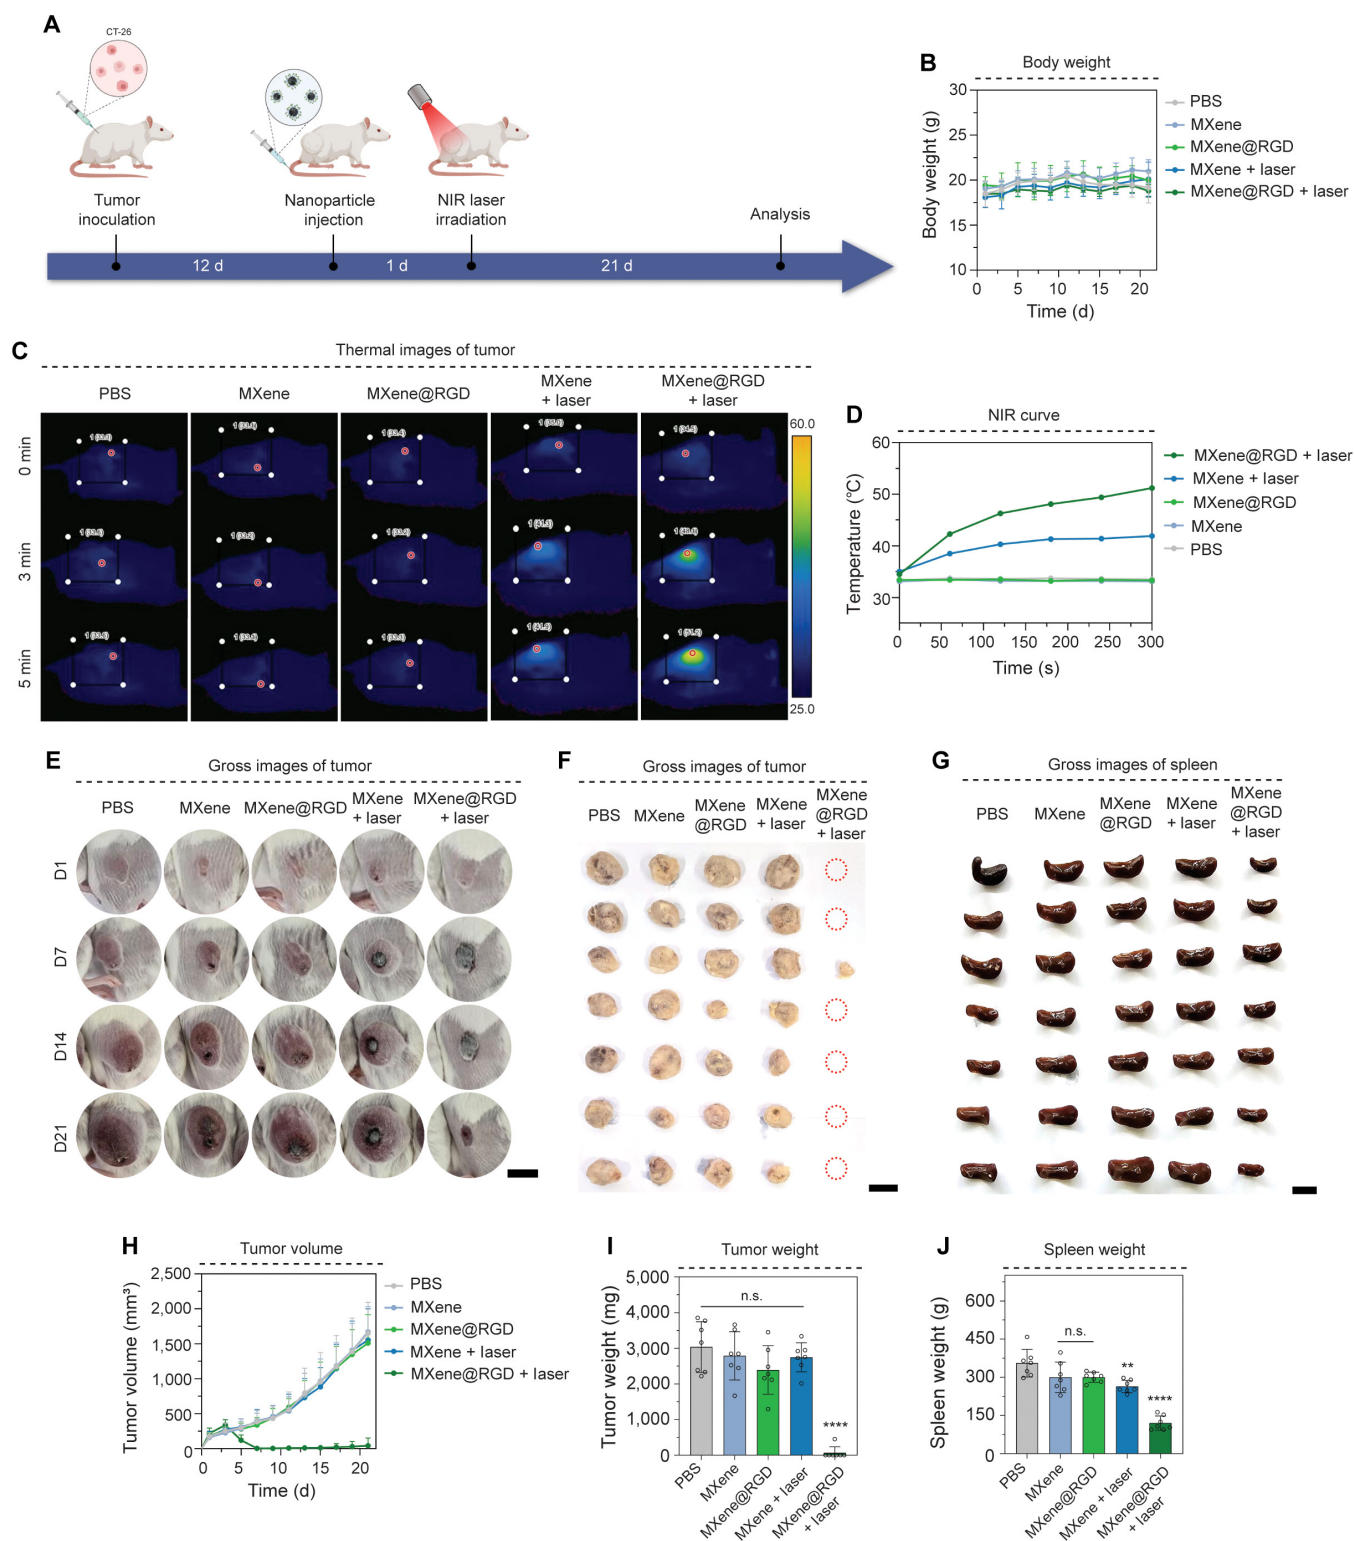 A
CT-26
Tumor
inoculation
Nanoparticle
injection
NIR laser
irradiation
Analysis
12 d
1 d
21 d
B
Body weight
Body weight (g)
30
25
20
15
10
0
5
10
15
20
Time (d)
PBS
MXene
MXene@RGD
MXene + laser
MXene@RGD + laser
C
Thermal images of tumor
PBS
MXene
MXene@RGD
MXene
+ laser
MXene@RGD
+ laser
0 min
3 min
5 min
60.0
25.0
D
NIR curve
Temperature (°C)
60
50
40
30
0
50
100
150
200
250
300
Time (s)
MXene@RGD + laser
MXene + laser
MXene@RGD
MXene
PBS
E
Gross images of tumor
PBS
MXene
MXene@RGD
MXene
+ laser
MXene@RGD
+ laser
D1
D7
D14
D21
F
Gross images of tumor
PBS
MXene
MXene
@RGD
MXene
+ laser
MXene
@RGD
+ laser
G
Gross images of spleen
PBS
MXene
MXene
@RGD
MXene
+ laser
MXene
@RGD
+ laser
H
Tumor volume
Tumor volume (mm³)
2,500
2,000
1,500
1,000
500
0
0
5
10
15
20
Time (d)
PBS
MXene
MXene@RGD
MXene + laser
MXene@RGD + laser
I
Tumor weight
Tumor weight (mg)
5,000
4,000
3,000
2,000
1,000
0
n.s.
****
PBS
MXene
MXene@RGD
MXene + laser
MXene@RGD
+ laser
J
Spleen weight
Spleen weight (g)
600
450
300
150
0
n.s.
**
****
PBS
MXene
MXene@RGD
MXene + laser
MXene@RGD
+ laser